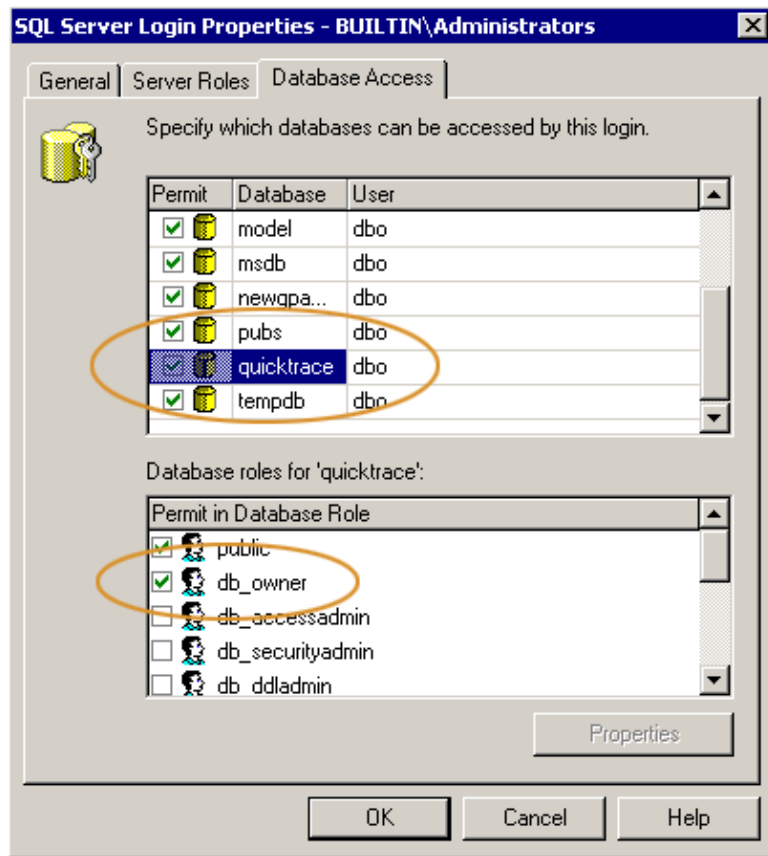 SQL Server Login Properties - BUILTIN\Administrators
General Server Roles Database Access
Specify which databases can be accessed by this login.
Permit Database User
model dbo
msdb dbo
newqpa... dbo
pubs dbo
quicktrace dbo
tempdb dbo
Database roles for 'quicktrace':
Permit in Database Role
public
db_owner
db_accessadmin
db_securityadmin
db_ddladmin
Properties
OK Cancel Help